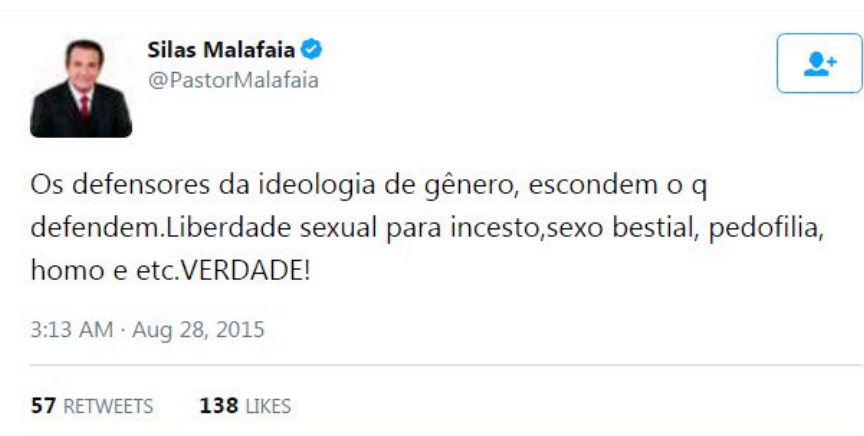 Silas Malafaia
@PastorMalafaia
Os defensores da ideologia de gênero, escondem o q
defendem.Liberdade sexual para incesto,sexo bestial, pedofilia,
homo e etc.VERDADE!
3:13 AM · Aug 28, 2015
57 RETWEETS 138 LIKES